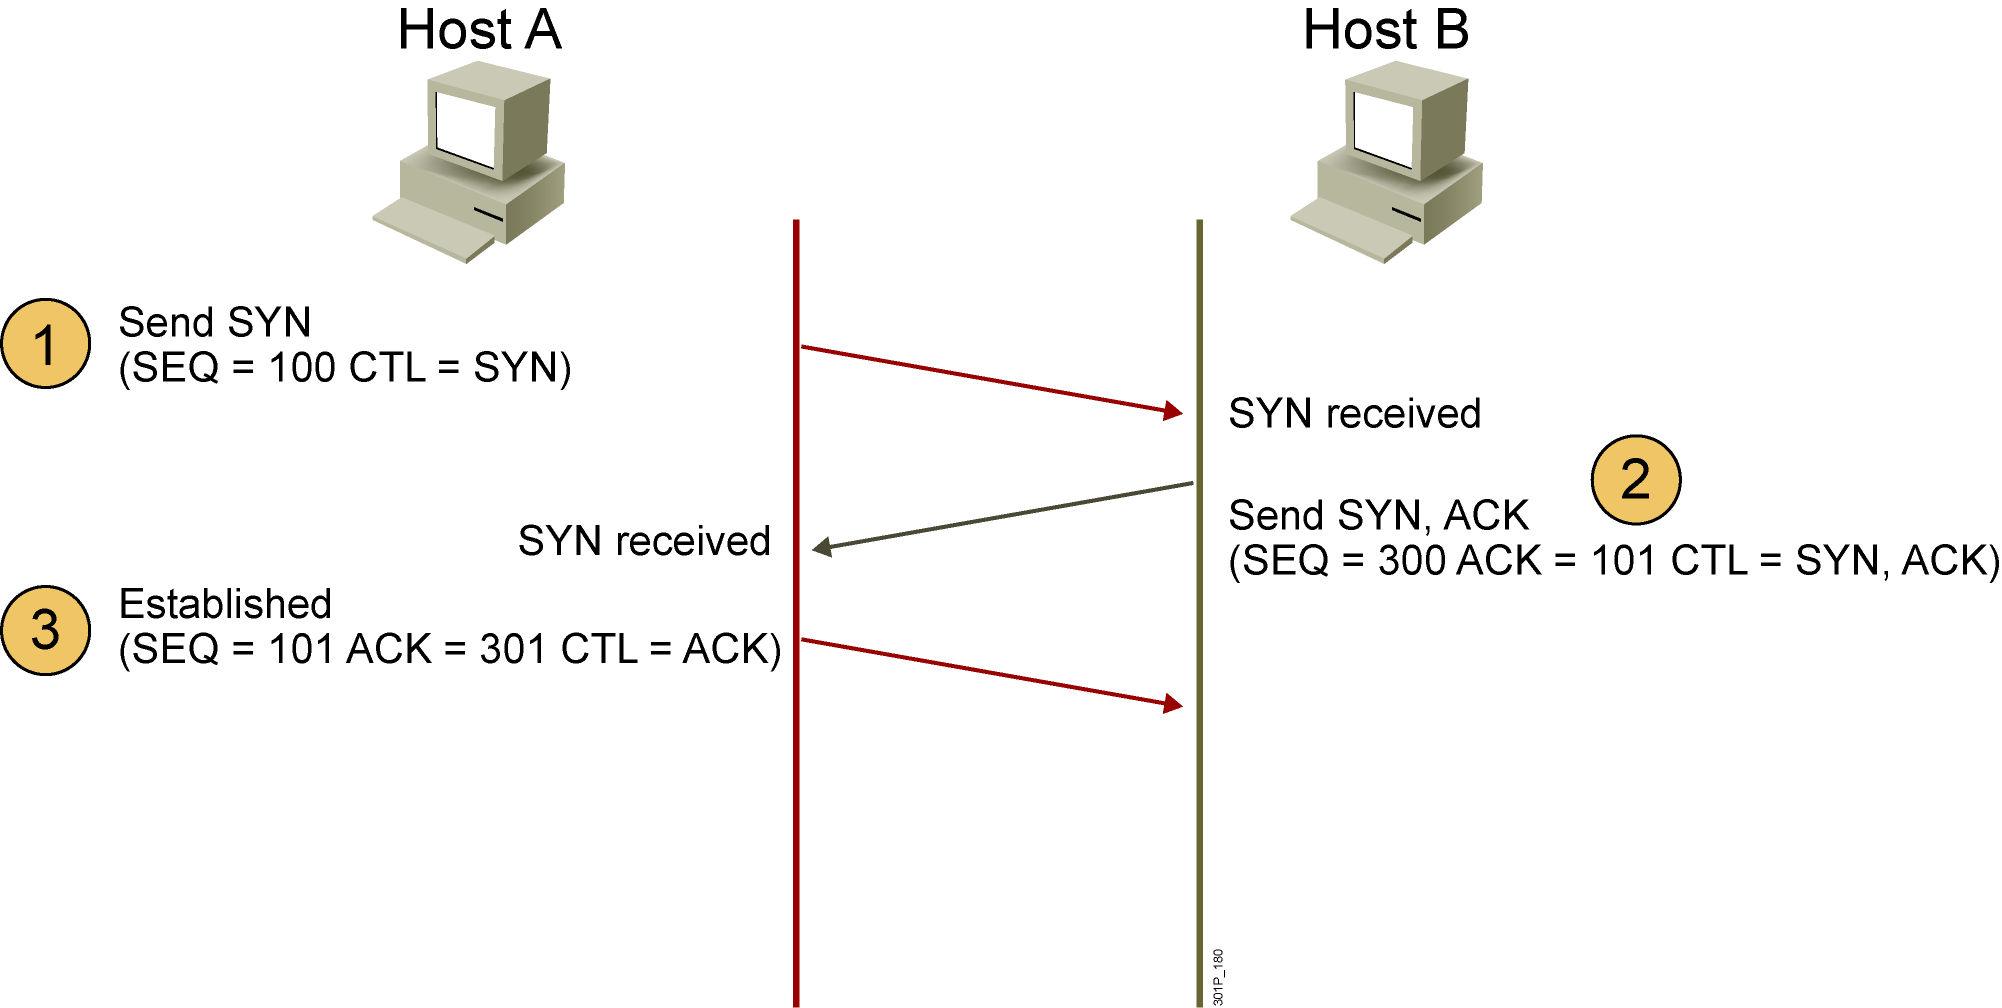 Host A
Host B
1
Send SYN
(SEQ = 100 CTL = SYN)
SYN received
2
Send SYN, ACK
(SEQ = 300 ACK = 101 CTL = SYN, ACK)
SYN received
3
Established
(SEQ = 101 ACK = 301 CTL = ACK)
301P_180